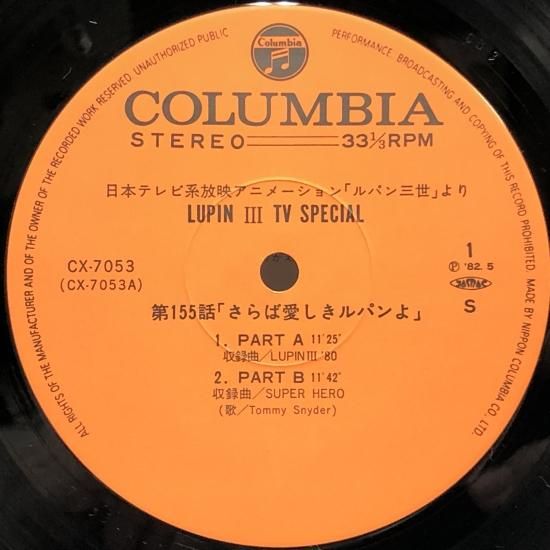 Columbia
COLUMBIA
STEREO 33 1/3 RPM
日本テレビ系放映アニメーション「ルパン三世」より
LUPIN III TV SPECIAL
CX-7053
(CX-7053A)
1
Ⓟ '82. 5
JASRAC
S
第155話「さらば愛しきルパンよ」
1. PART A 11'25"
収録曲/LUPIN III '80
2. PART B 11'42"
収録曲/SUPER HERO
(歌/Tommy Snyder)
ALL RIGHTS OF THE MANUFACTURER AND OF THE OWNER OF THE RECORDED WORK RESERVED. UNAUTHORIZED PUBLIC PERFORMANCE. BROADCASTING AND COPYING OF THIS RECORD PROHIBITED. MADE BY NIPPON COLUMBIA CO. LTD.